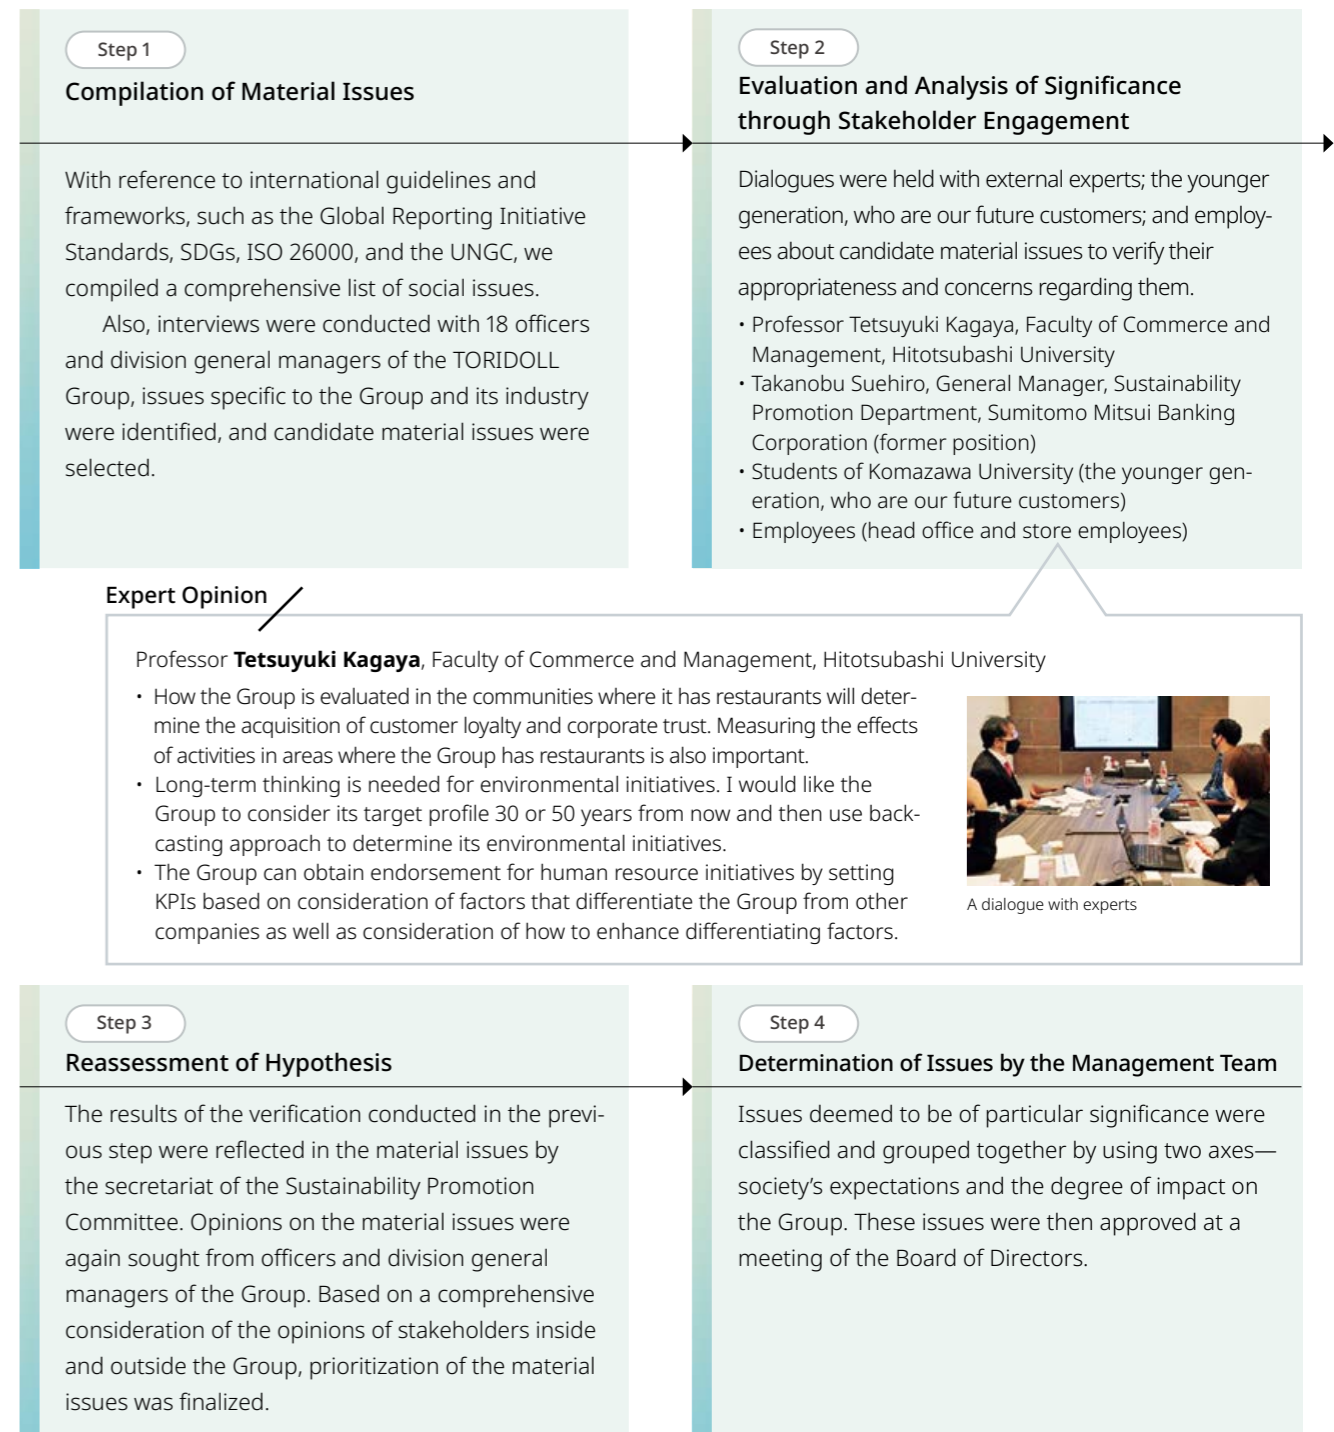 Step 1
Compilation of Material Issues
With reference to international guidelines and
frameworks, such as the Global Reporting Initiative
Standards, SDGs, ISO 26000, and the UNGC, we
compiled a comprehensive list of social issues.
Also, interviews were conducted with 18 officers
and division general managers of the TORIDOLL
Group, issues specific to the Group and its industry
were identified, and candidate material issues were
selected.
Step 2
Evaluation and Analysis of Significance
through Stakeholder Engagement
Dialogues were held with external experts; the younger
generation, who are our future customers; and employ-
ees about candidate material issues to verify their
appropriateness and concerns regarding them.
• Professor Tetsuyuki Kagaya, Faculty of Commerce and
Management, Hitotsubashi University
• Takanobu Suehiro, General Manager, Sustainability
Promotion Department, Sumitomo Mitsui Banking
Corporation (former position)
• Students of Komazawa University (the younger gen-
eration, who are our future customers)
• Employees (head office and store employees)
Expert Opinion
Professor Tetsuyuki Kagaya, Faculty of Commerce and Management, Hitotsubashi University
• How the Group is evaluated in the communities where it has restaurants will deter-
mine the acquisition of customer loyalty and corporate trust. Measuring the effects
of activities in areas where the Group has restaurants is also important.
• Long-term thinking is needed for environmental initiatives. I would like the
Group to consider its target profile 30 or 50 years from now and then use back-
casting approach to determine its environmental initiatives.
• The Group can obtain endorsement for human resource initiatives by setting
KPIs based on consideration of factors that differentiate the Group from other
companies as well as consideration of how to enhance differentiating factors.
A dialogue with experts
Step 3
Reassessment of Hypothesis
The results of the verification conducted in the previ-
ous step were reflected in the material issues by
the secretariat of the Sustainability Promotion
Committee. Opinions on the material issues were
again sought from officers and division general
managers of the Group. Based on a comprehensive
consideration of the opinions of stakeholders inside
and outside the Group, prioritization of the material
issues was finalized.
Step 4
Determination of Issues by the Management Team
Issues deemed to be of particular significance were
classified and grouped together by using two axes—
society’s expectations and the degree of impact on
the Group. These issues were then approved at a
meeting of the Board of Directors.